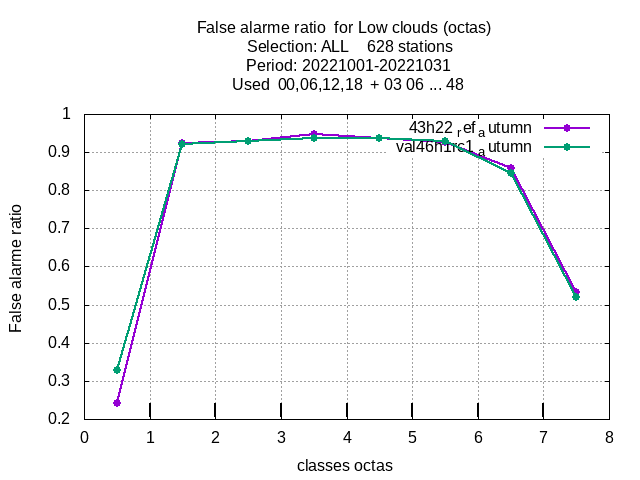 False alarme ratio for Low clouds (octas)
Selection: ALL 628 stations
Period: 20221001-20221031
Used 00,06,12,18 + 03 06 ... 48
43h22_ref_autumn
val46h1rc1_autumn
1
0.9
0.8
0.7
0.6
0.5
0.4
0.3
0.2
False alarme ratio
0 1 2 3 4 5 6 7 8
classes octas